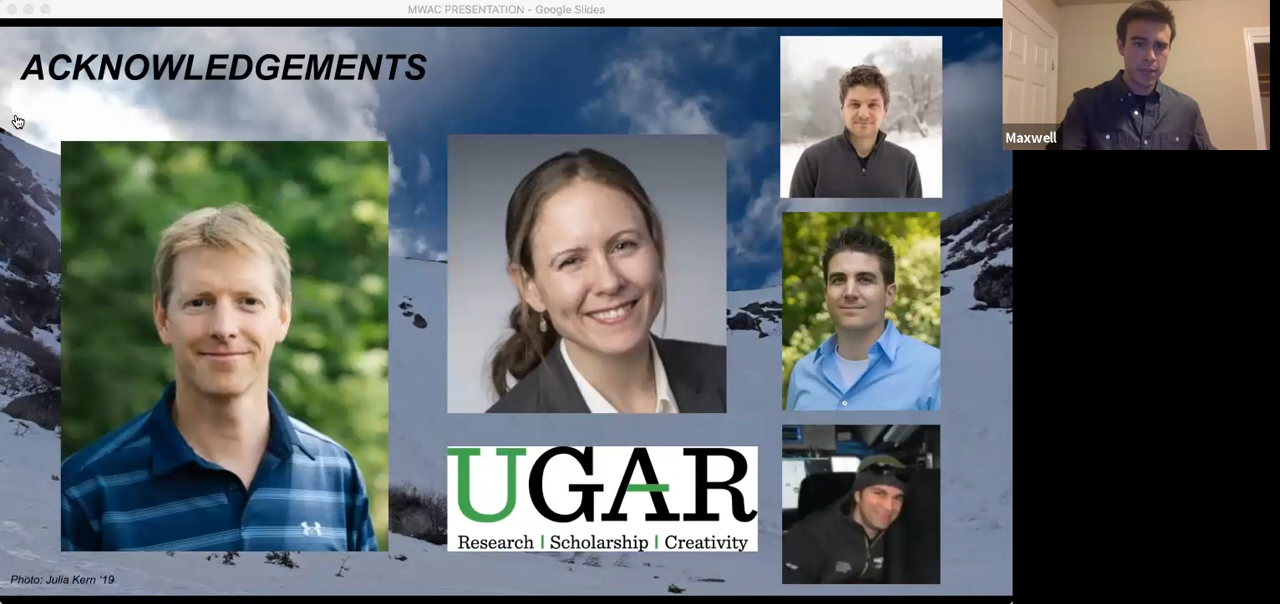 MWAC PRESENTATION - Google Slides
ACKNOWLEDGEMENTS
Maxwell
UGAR
Research | Scholarship | Creativity
Photo: Julia Kern '19